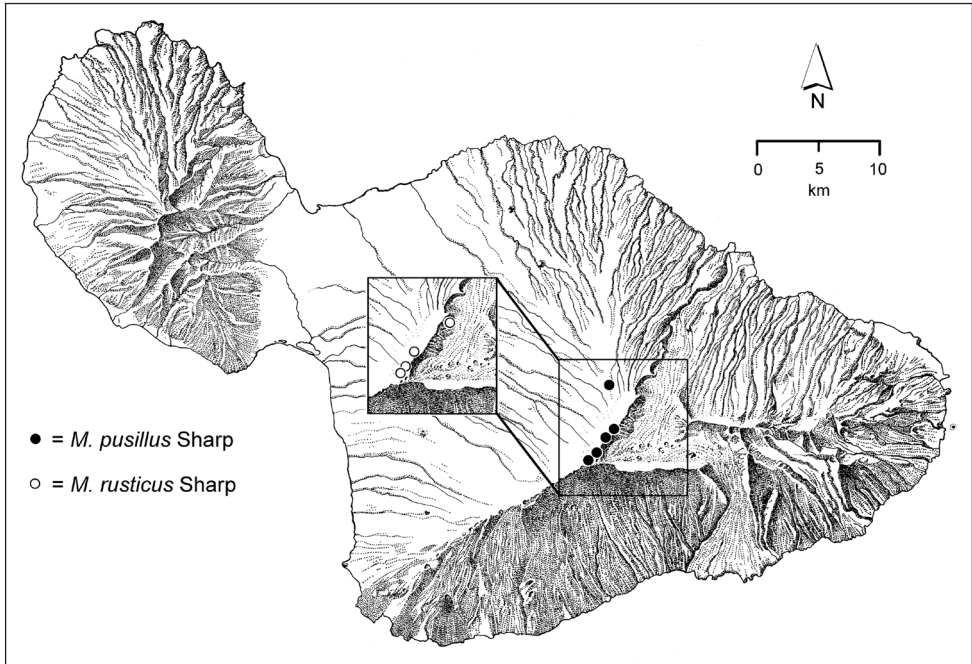 N
0 5 10
km
● = M. pusillus Sharp
○ = M. rusticus Sharp